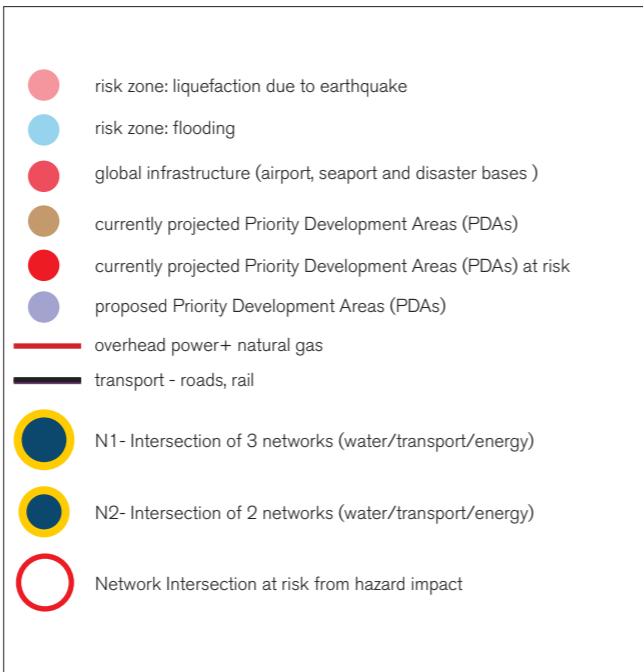 risk zone: liquefaction due to earthquake
risk zone: flooding
global infrastructure (airport, seaport and disaster bases )
currently projected Priority Development Areas (PDAs)
currently projected Priority Development Areas (PDAs) at risk
proposed Priority Development Areas (PDAs)
overhead power+ natural gas
transport - roads, rail
N1- Intersection of 3 networks (water/transport/energy)
N2- Intersection of 2 networks (water/transport/energy)
Network Intersection at risk from hazard impact